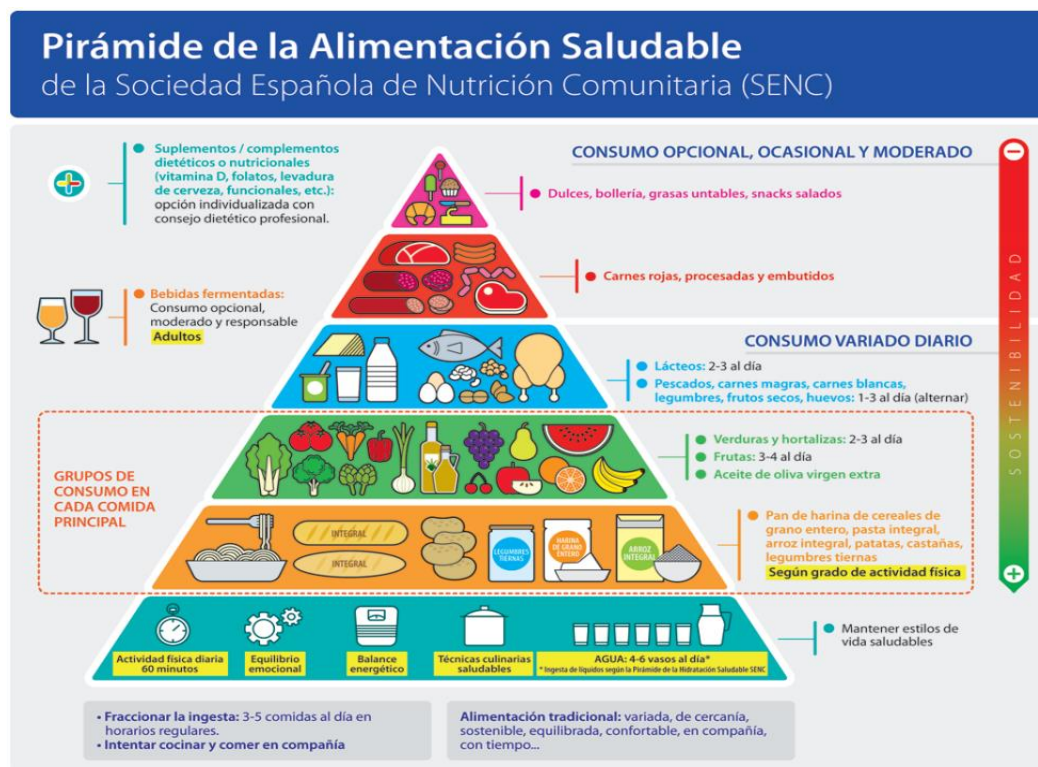 Pirámide de la Alimentación Saludable
de la Sociedad Española de Nutrición Comunitaria (SENC)
Suplementos / complementos
dietéticos o nutricionales
(vitamina D, folatos, levadura
de cerveza, funcionales, etc.):
opción individualizada con
consejo dietético profesional.
CONSUMO OPCIONAL, OCASIONAL Y MODERADO
Dulces, bollería, grasas untables, snacks salados
Carnes rojas, procesadas y embutidos
Bebidas fermentadas:
Consumo opcional,
moderado y responsable
Adultos
CONSUMO VARIADO DIARIO
Lácteos: 2-3 al día
Pescados, carnes magras, carnes blancas,
legumbres, frutos secos, huevos: 1-3 al día (alternar)
GRUPOS DE
CONSUMO EN
CADA COMIDA
PRINCIPAL
Verduras y hortalizas: 2-3 al día
Frutas: 3-4 al día
Aceite de oliva virgen extra
INTEGRAL
INTEGRAL
LEGUMBRES
TIERNAS
HARINA
DE GRANO
ENTERO
ARROZ
INTEGRAL
Pan de harina de cereales de
grano entero, pasta integral,
arroz integral, patatas, castañas,
legumbres tiernas
Según grado de actividad física
SOSTENIBILIDAD
Actividad física diaria
60 minutos
Equilibrio
emocional
Balance
energético
Técnicas culinarias
saludables
AGUA: 4-6 vasos al día*
* Ingesta de líquidos según la Pirámide de la Hidratación Saludable SENC
Mantener estilos de
vida saludables
• Fraccionar la ingesta: 3-5 comidas al día en
horarios regulares.
• Intentar cocinar y comer en compañía
Alimentación tradicional: variada, de cercanía,
sostenible, equilibrada, confortable, en compañía,
con tiempo...